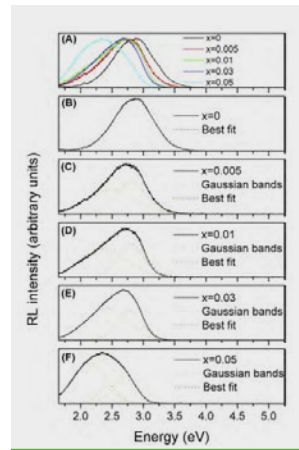 (A)
x=0
x=0.005
x=0.01
x=0.03
x=0.05
(B)
x=0
Best fit
(C)
x=0.005
Gaussian bands
Best fit
(D)
x=0.01
Gaussian bands
Best fit
(E)
x=0.03
Gaussian bands
Best fit
(F)
x=0.05
Gaussian bands
Best fit
RL intensity (arbitrary units)
2.0 2.5 3.0 3.5 4.0 4.5 5.0
Energy (eV)